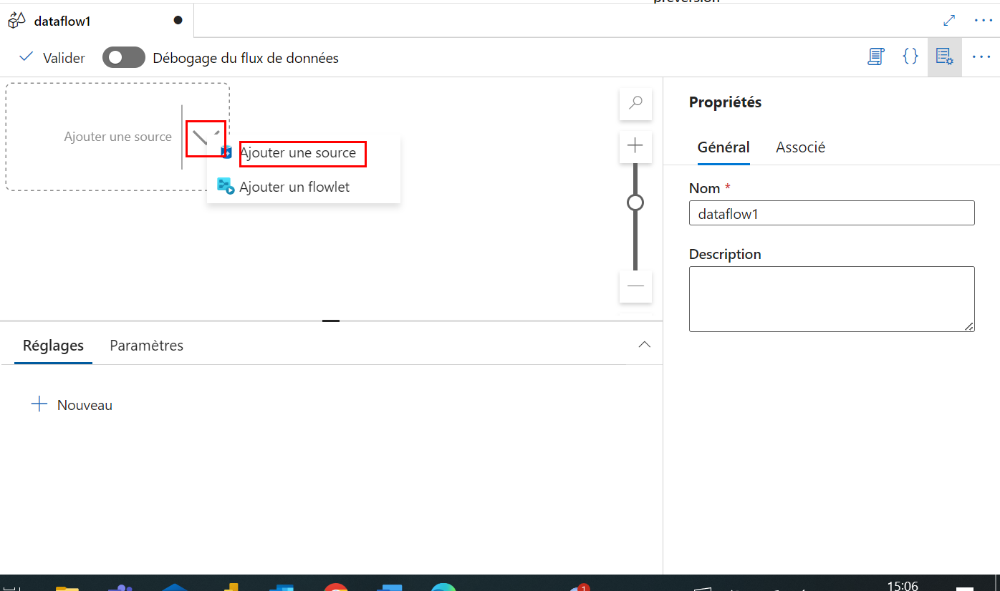 préversion
dataflow1
Valider
Débogage du flux de données
Ajouter une source
Ajouter une source
Ajouter un flowlet
Réglages
Paramètres
Nouveau
Propriétés
Général
Associé
Nom *
dataflow1
Description
1
15:06